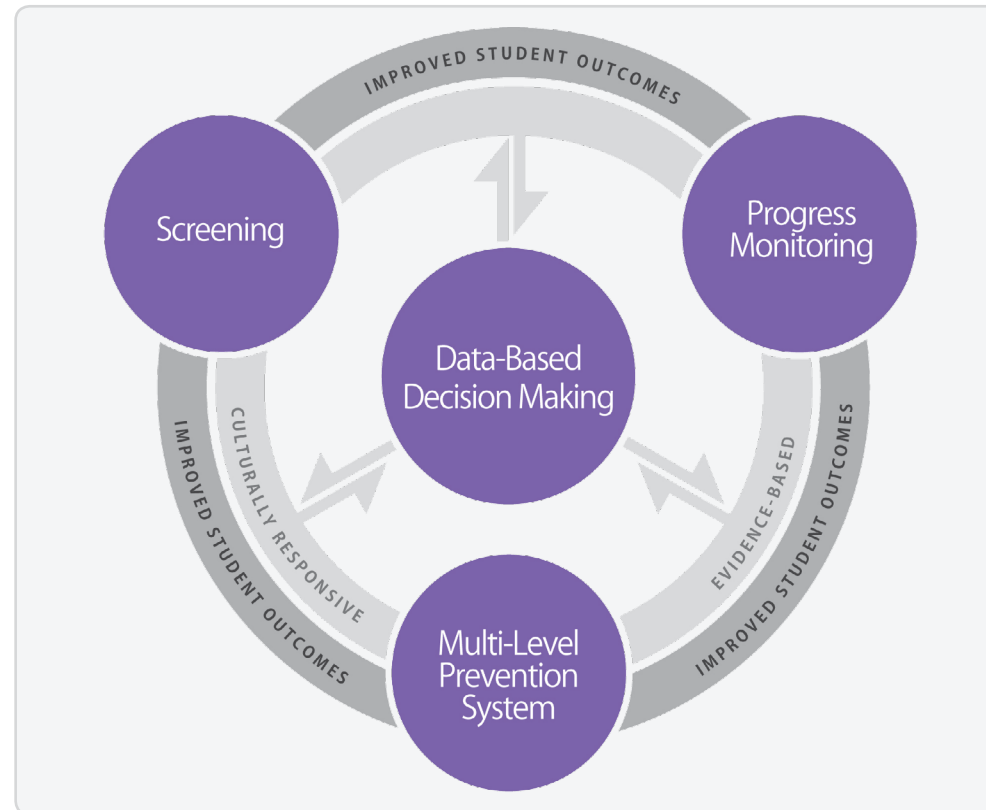 IMPROVED STUDENT OUTCOMES
Screening
Progress
Monitoring
Data-Based
Decision Making
IMPROVED STUDENT OUTCOMES
CULTURALLY RESPONSIVE
EVIDENCE-BASED
IMPROVED STUDENT OUTCOMES
Multi-Level
Prevention
System